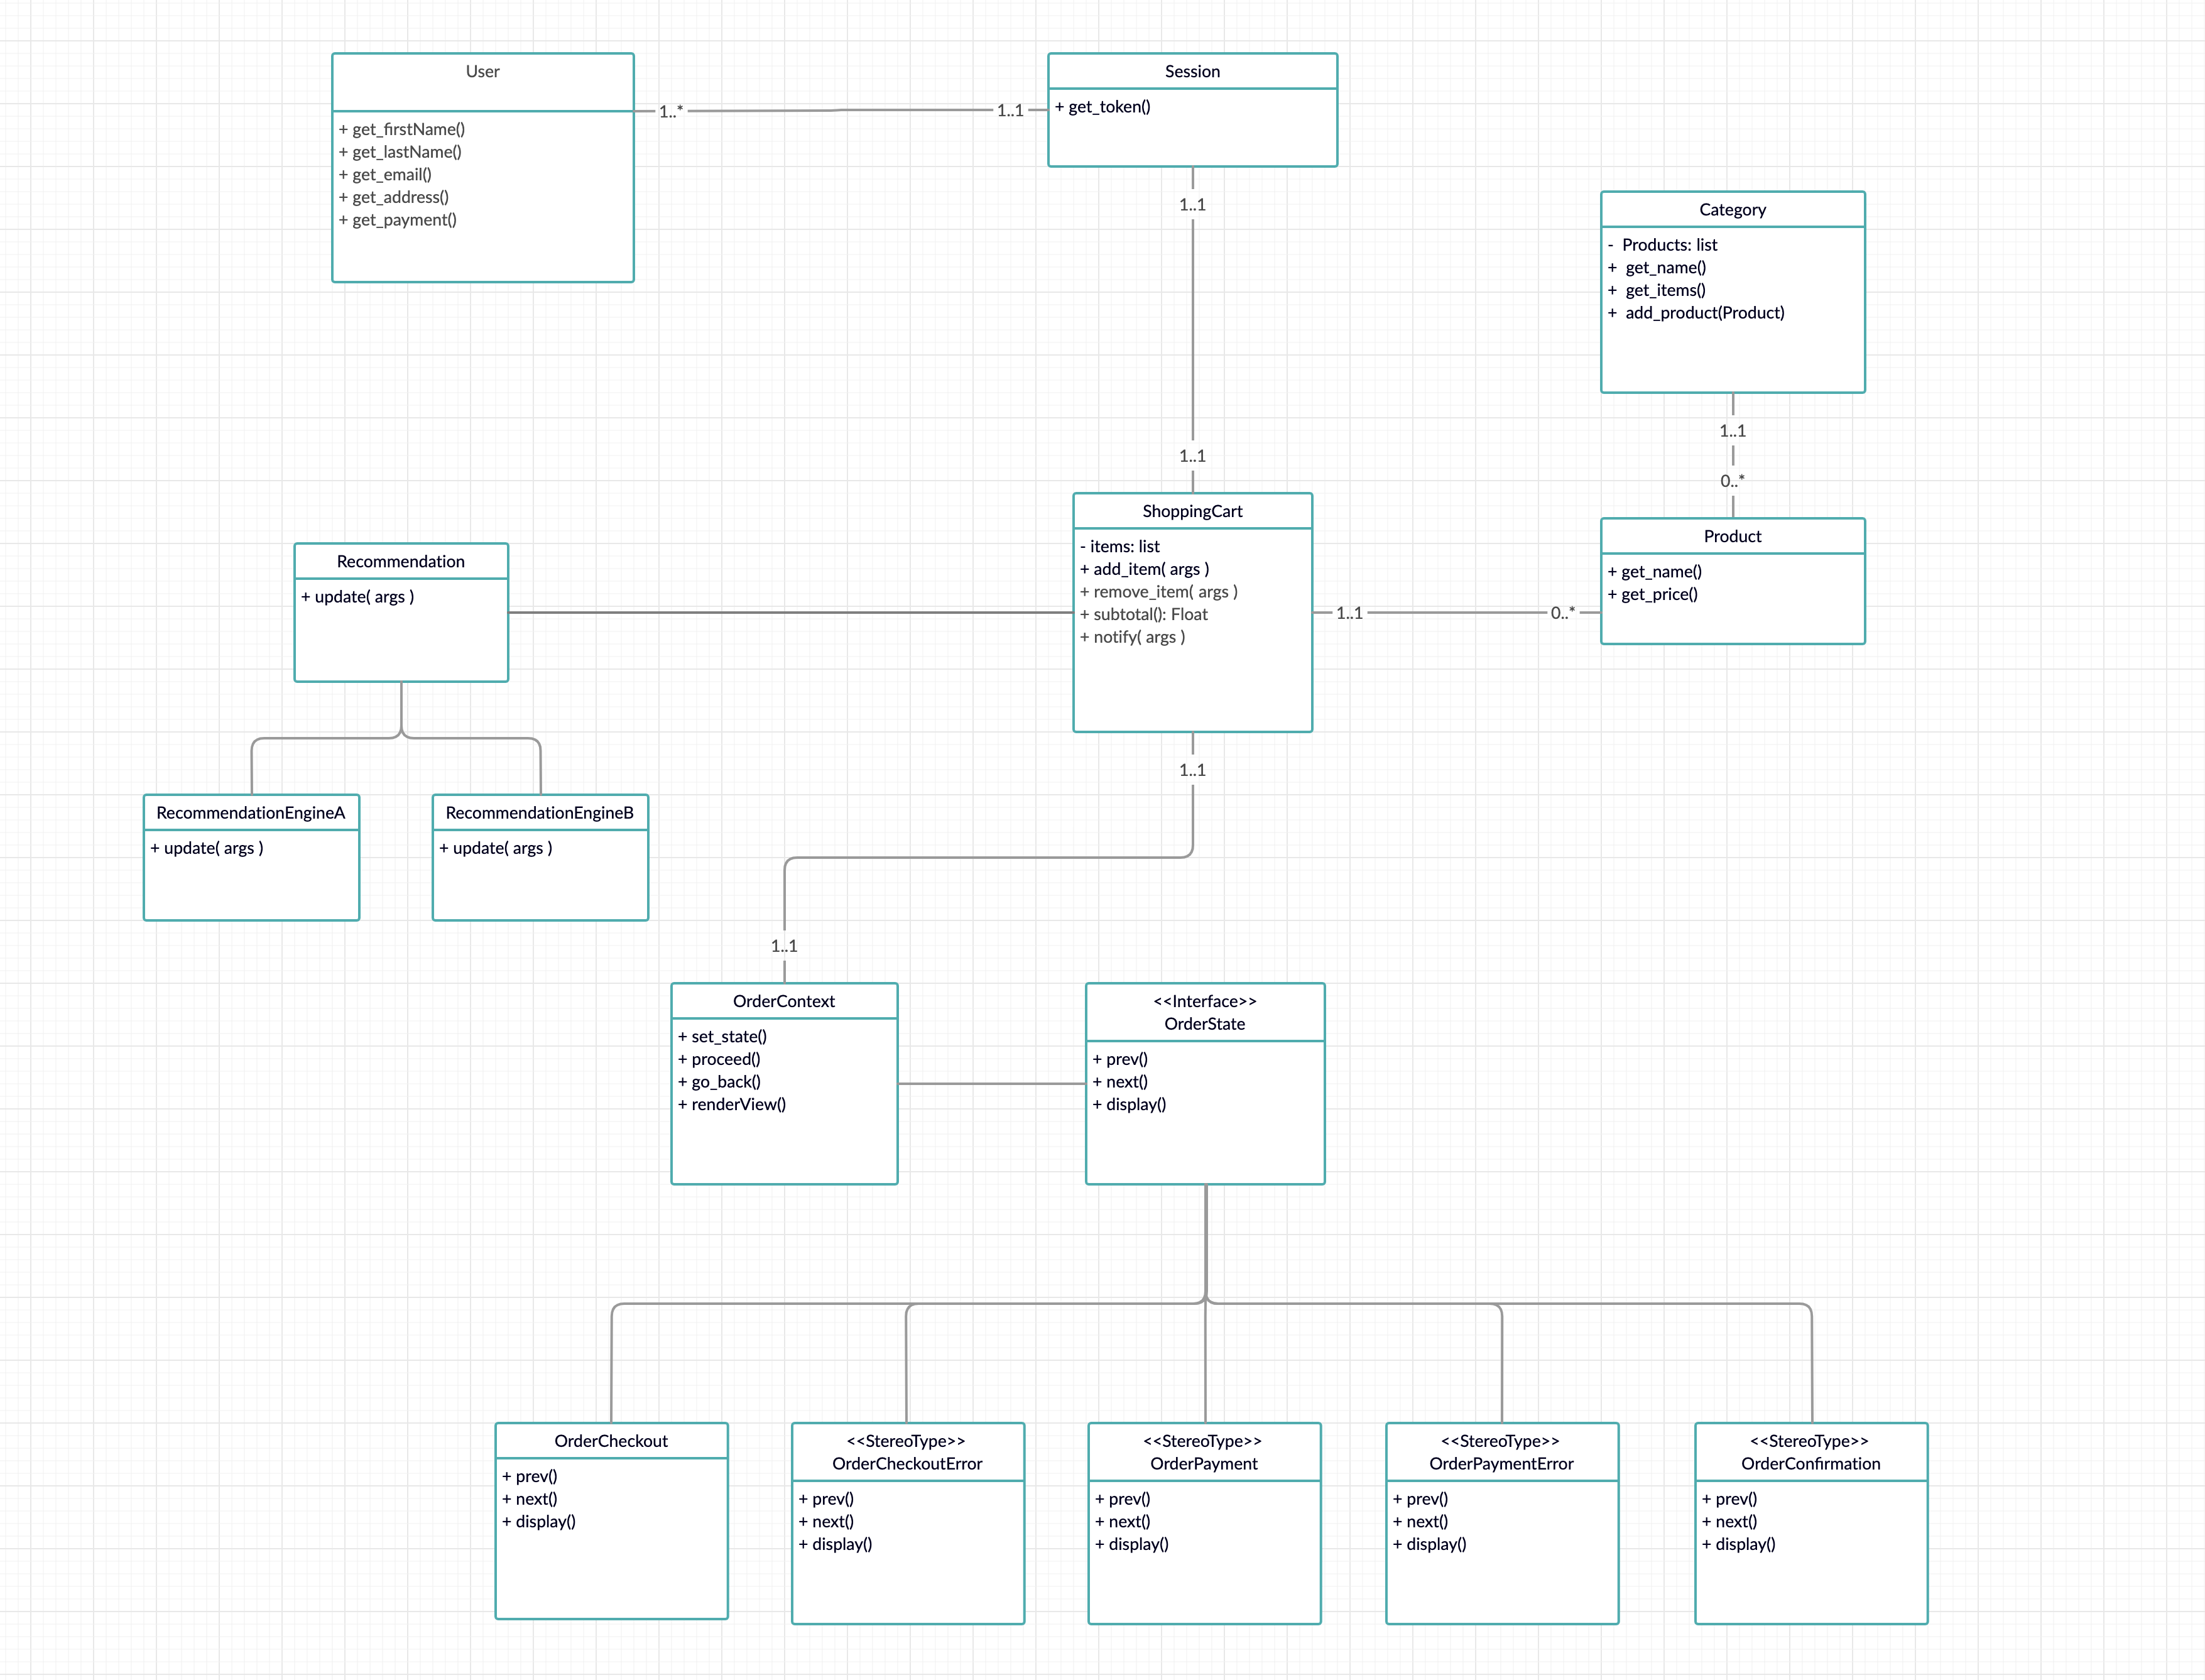 User
+ get_firstName()
+ get_lastName()
+ get_email()
+ get_address()
+ get_payment()
1..*
1..1
Session
+ get_token()
1..1
1..1
Category
-  Products: list
+  get_name()
+  get_items()
+  add_product(Product)
1..1
0..*
Product
+ get_name()
+ get_price()
ShoppingCart
- items: list
+ add_item( args )
+ remove_item( args )
+ subtotal(): Float
+ notify( args )
1..1
0..*
Recommendation
+ update( args )
RecommendationEngineA
+ update( args )
RecommendationEngineB
+ update( args )
1..1
1..1
OrderContext
+ set_state()
+ proceed()
+ go_back()
+ renderView()
<<Interface>>
OrderState
+ prev()
+ next()
+ display()
OrderCheckout
+ prev()
+ next()
+ display()
<<StereoType>>
OrderCheckoutError
+ prev()
+ next()
+ display()
<<StereoType>>
OrderPayment
+ prev()
+ next()
+ display()
<<StereoType>>
OrderPaymentError
+ prev()
+ next()
+ display()
<<StereoType>>
OrderConfirmation
+ prev()
+ next()
+ display()